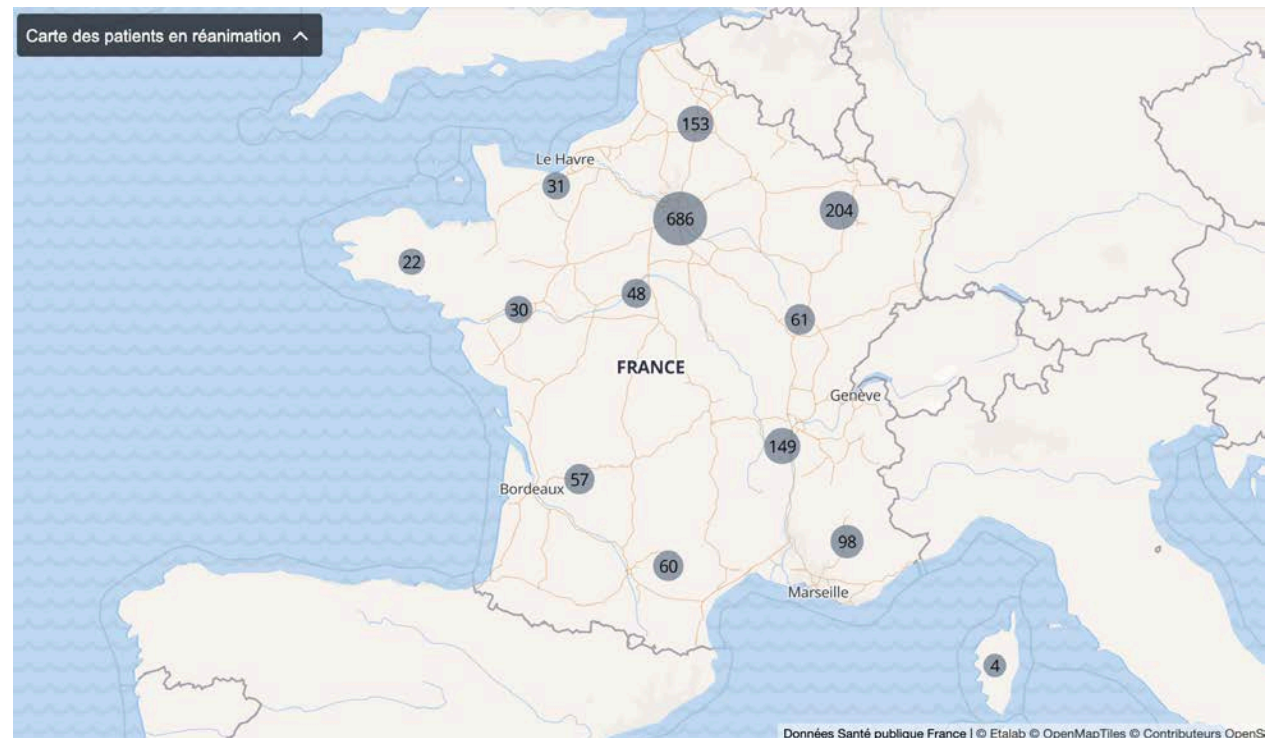 Carte des patients en réanimation
153
Le Havre
31
204
686
22
48
30
61
FRANCE
Genève
149
57
Bordeaux
98
60
Marseille
4
Données Santé publique France | © Etalab © OpenMapTiles © Contributeurs OpenS